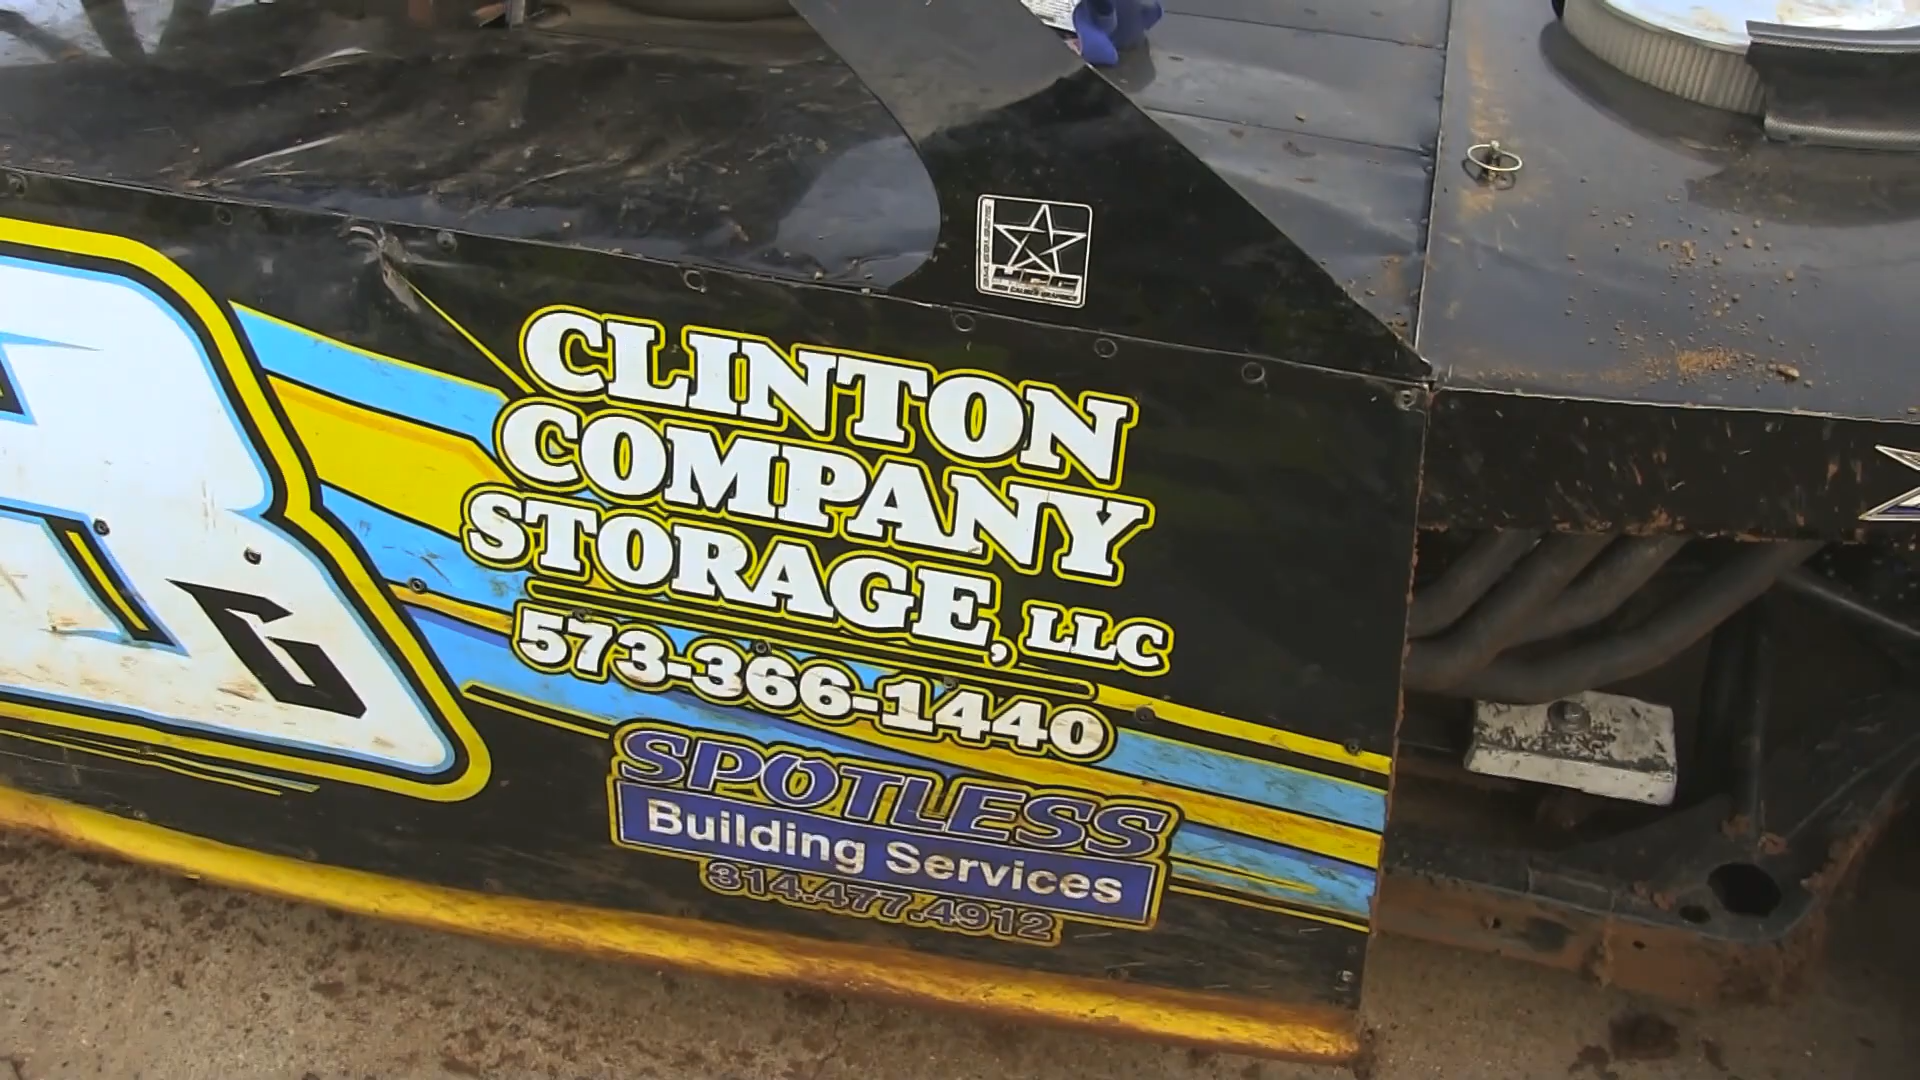 CLINTON
COMPANY
STORAGE, LLC
573-366-1440
SPOTLESS
Building Services
314.477.4912